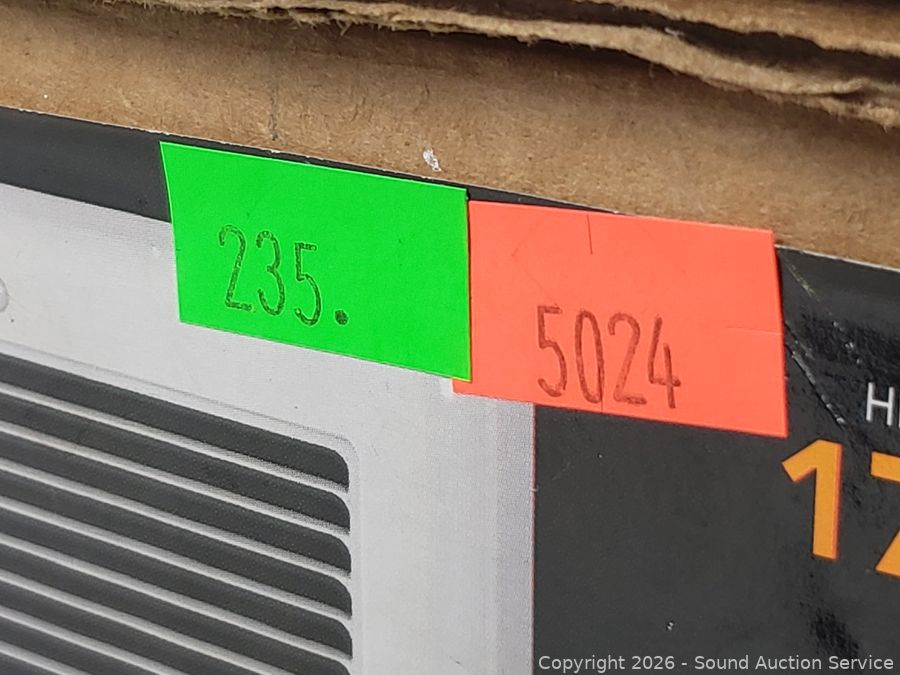 235.
5024
H
17
Copyright 2026 - Sound Auction Service